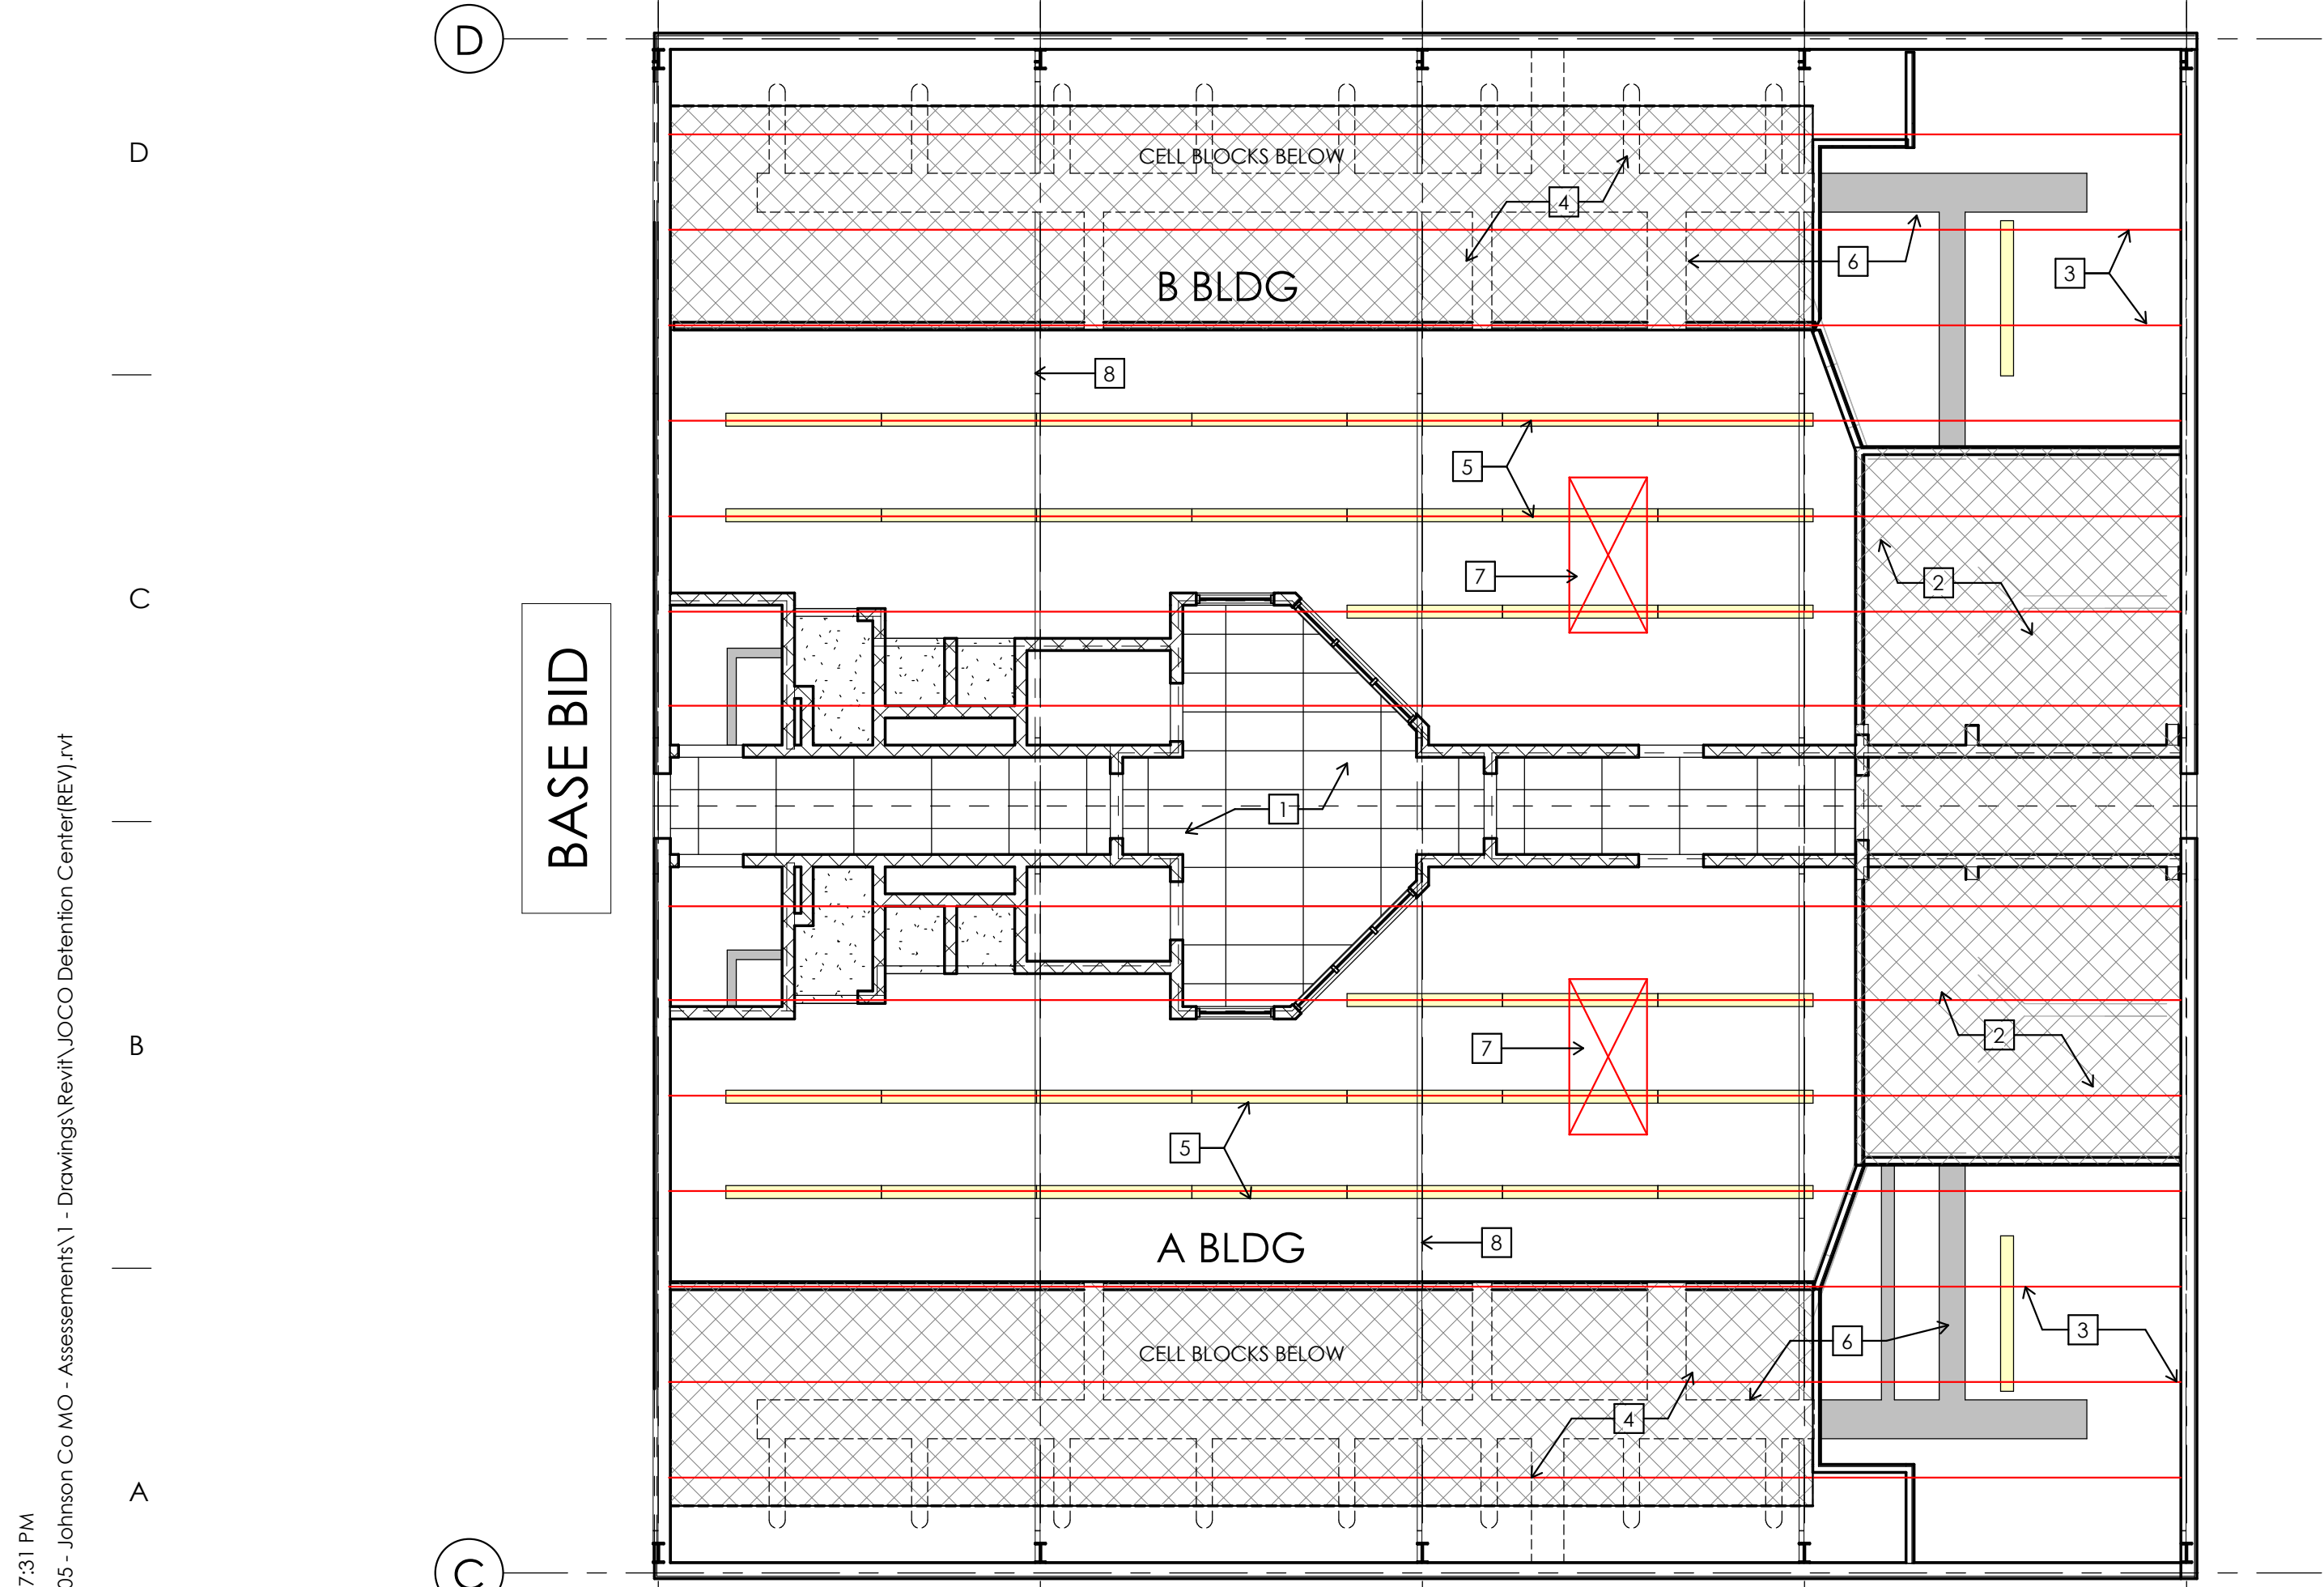 D
D
CELL BLOCKS BELOW
4
6
3
B BLDG
8
5
7
2
C
BASE BID
1
B
2
7
5
A BLDG
8
3
6
CELL BLOCKS BELOW
4
A
C
7:31 PM
05 - Johnson Co MO - Assessements\1 - Drawings\Revit\JOCO Detention Center(REV).rvt